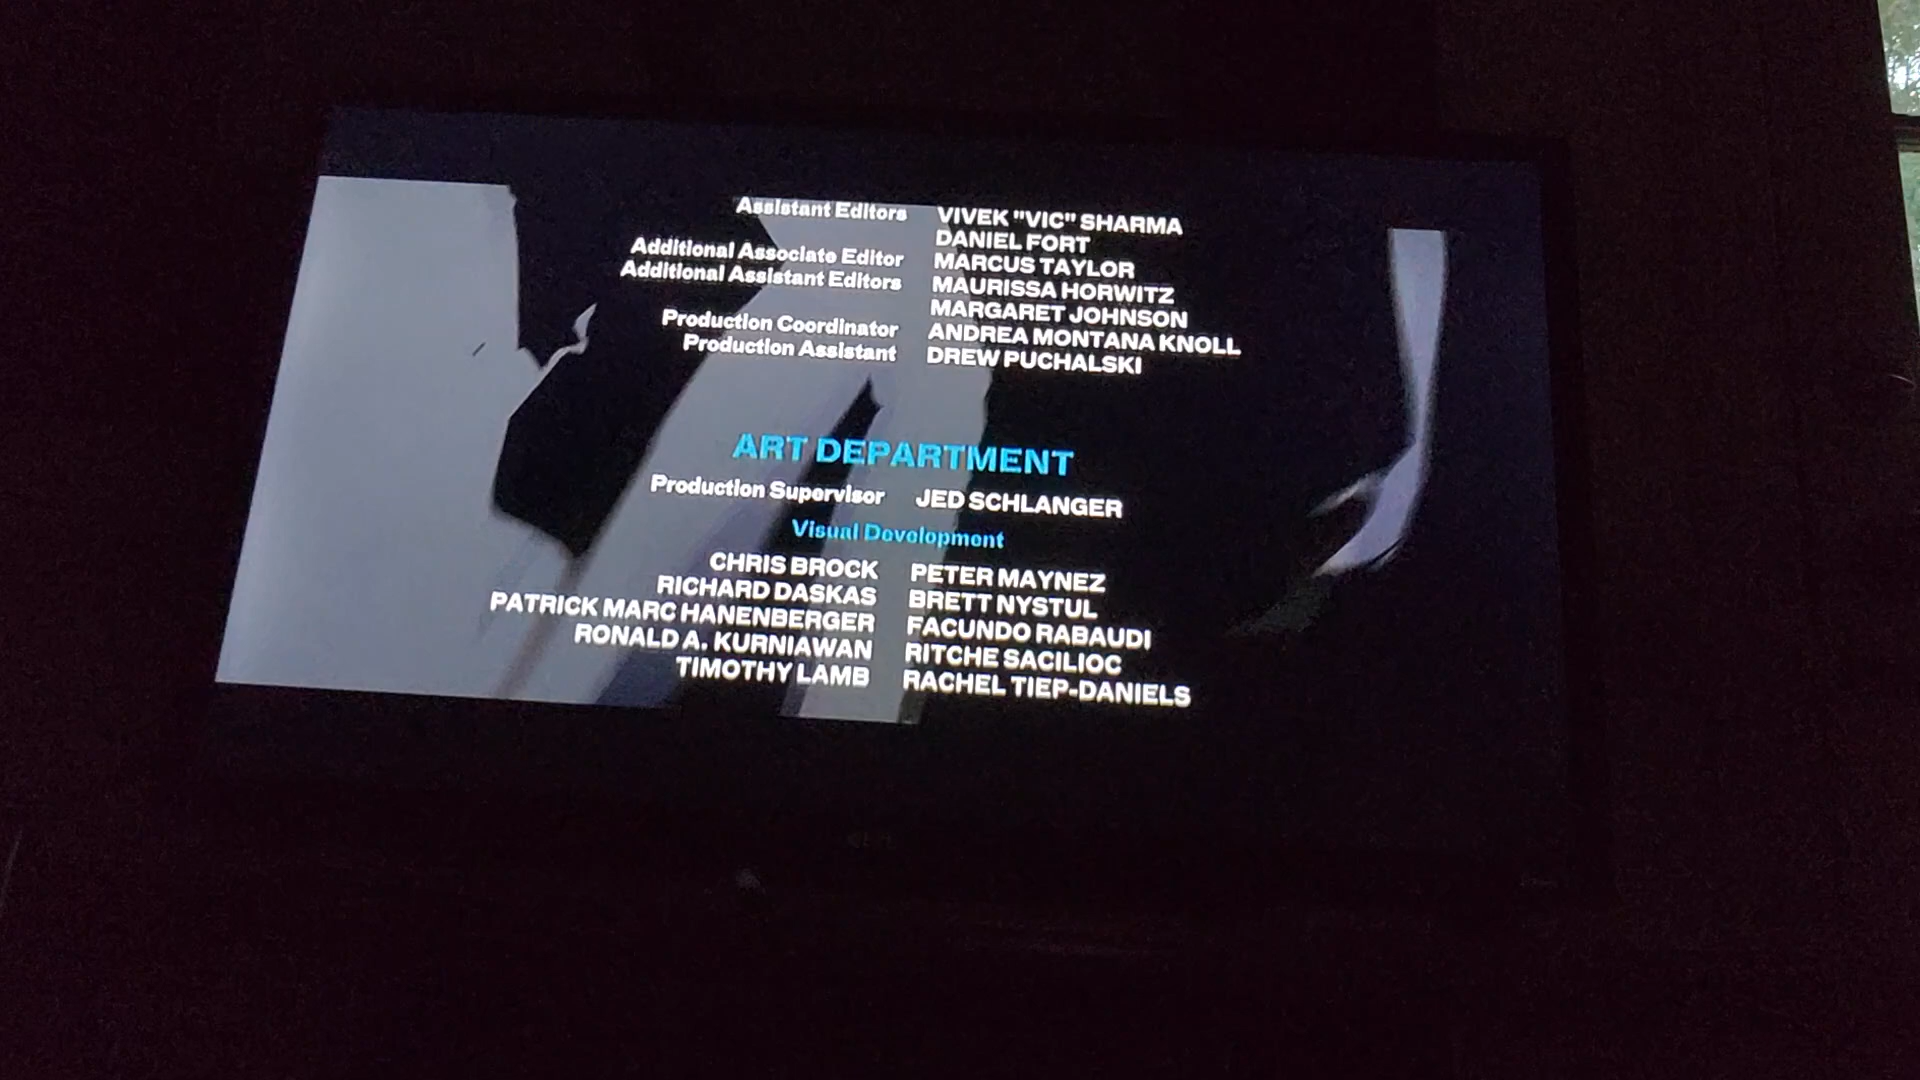 Assistant Editors VIVEK "VIC" SHARMA
DANIEL FORT
Additional Associate Editor MARCUS TAYLOR
Additional Assistant Editors MAURISSA HORWITZ
MARGARET JOHNSON
Production Coordinator ANDREA MONTANA KNOLL
Production Assistant DREW PUCHALSKI
ART DEPARTMENT
Production Supervisor JED SCHLANGER
Visual Development
CHRIS BROCK PETER MAYNEZ
RICHARD DASKAS BRETT NYSTUL
PATRICK MARC HANENBERGER FACUNDO RABAUDI
RONALD A. KURNIAWAN RITCHE SACILIOC
TIMOTHY LAMB RACHEL TIEP-DANIELS